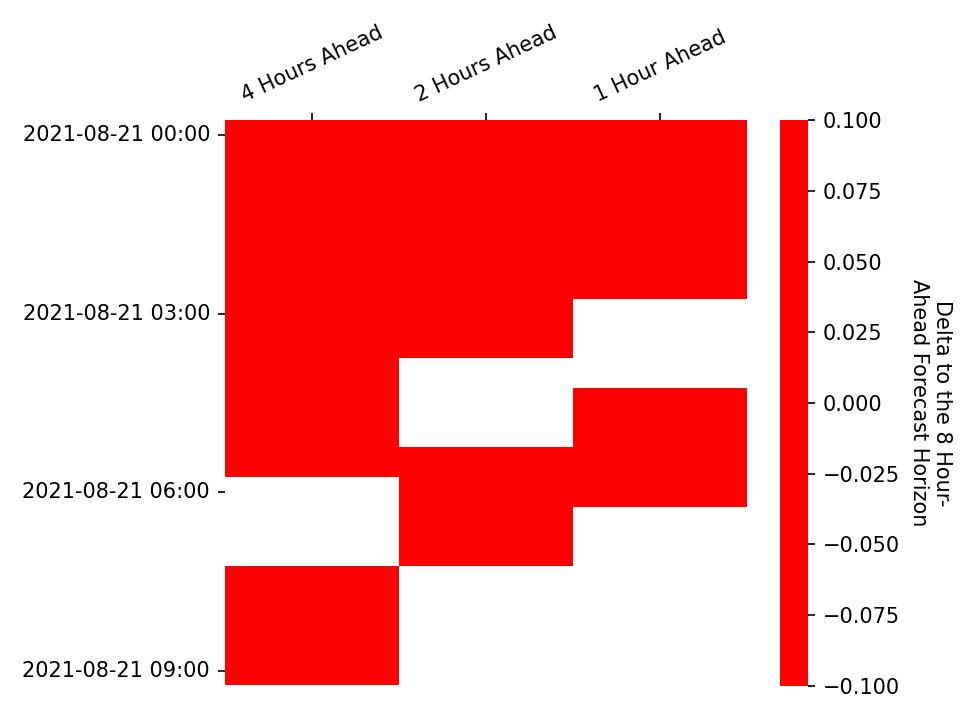 4 Hours Ahead
2 Hours Ahead
1 Hour Ahead
2021-08-21 00:00
2021-08-21 03:00
2021-08-21 06:00
2021-08-21 09:00
0.100
0.075
0.050
0.025
0.000
−0.025
−0.050
−0.075
−0.100
Delta to the 8 Hour-
Ahead Forecast Horizon